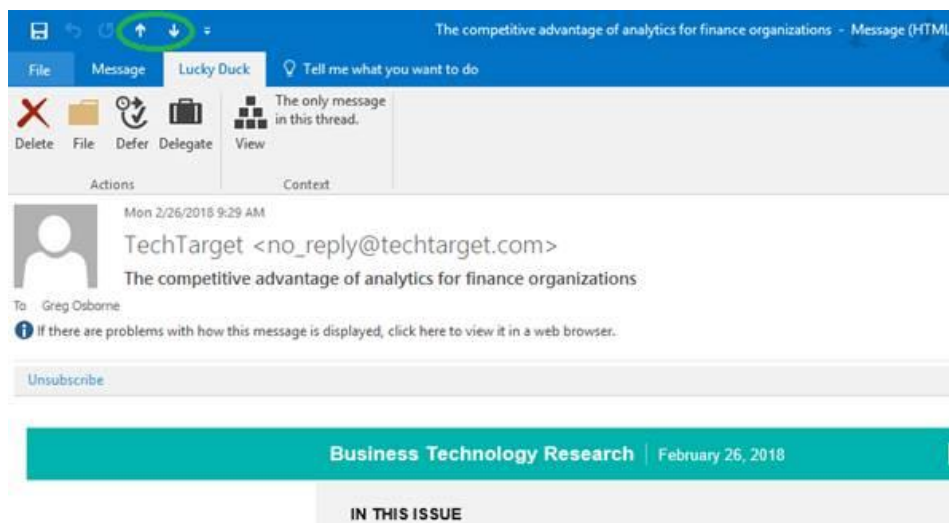 The competitive advantage of analytics for finance organizations - Message (HTML
File Message Lucky Duck Tell me what you want to do
Delete File Defer Delegate View
The only message
in this thread.
Actions Context
Mon 2/26/2018 9:29 AM
TechTarget <no_reply@techtarget.com>
The competitive advantage of analytics for finance organizations
To Greg Osborne
If there are problems with how this message is displayed, click here to view it in a web browser.
Unsubscribe
Business Technology Research | February 26, 2018
IN THIS ISSUE